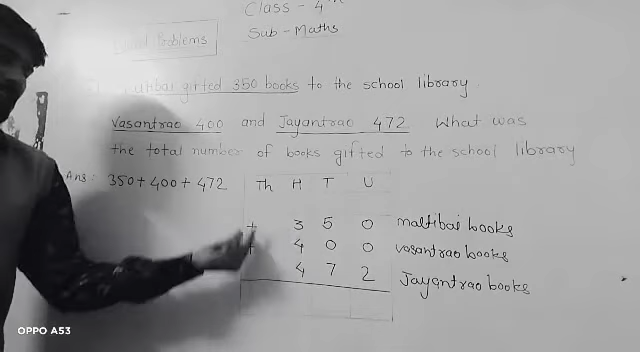 Class - 4th
Sub - Maths
Word Problems
Maltibai gifted 350 books to the school library.
Vasantrao 400 and Jayantrao 472. What was
the total number of books gifted to the school library
Ans: 350 + 400 + 472
Th H T U
+ 3 5 0 maltibai books
+ 4 0 0 vasantrao books
4 7 2 Jayantrao books
OPPO A53